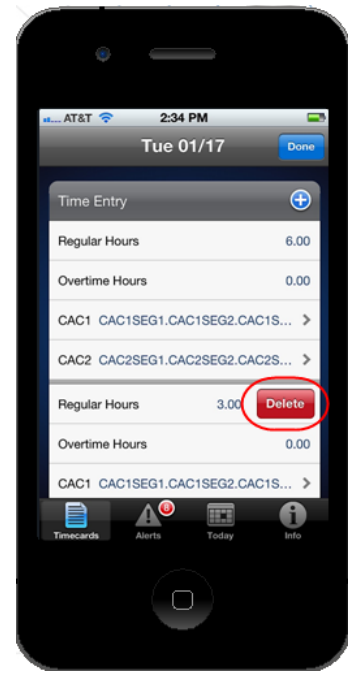 AT&T 2:34 PM
Tue 01/17 Done
Time Entry
Regular Hours 6.00
Overtime Hours 0.00
CAC1 CAC1SEG1.CAC1SEG2.CAC1S...
CAC2 CAC2SEG1.CAC2SEG2.CAC2S...
Regular Hours 3.00 Delete
Overtime Hours 0.00
CAC1 CAC1SEG1.CAC1SEG2.CAC1S...
8
Timecards Alerts Today Info